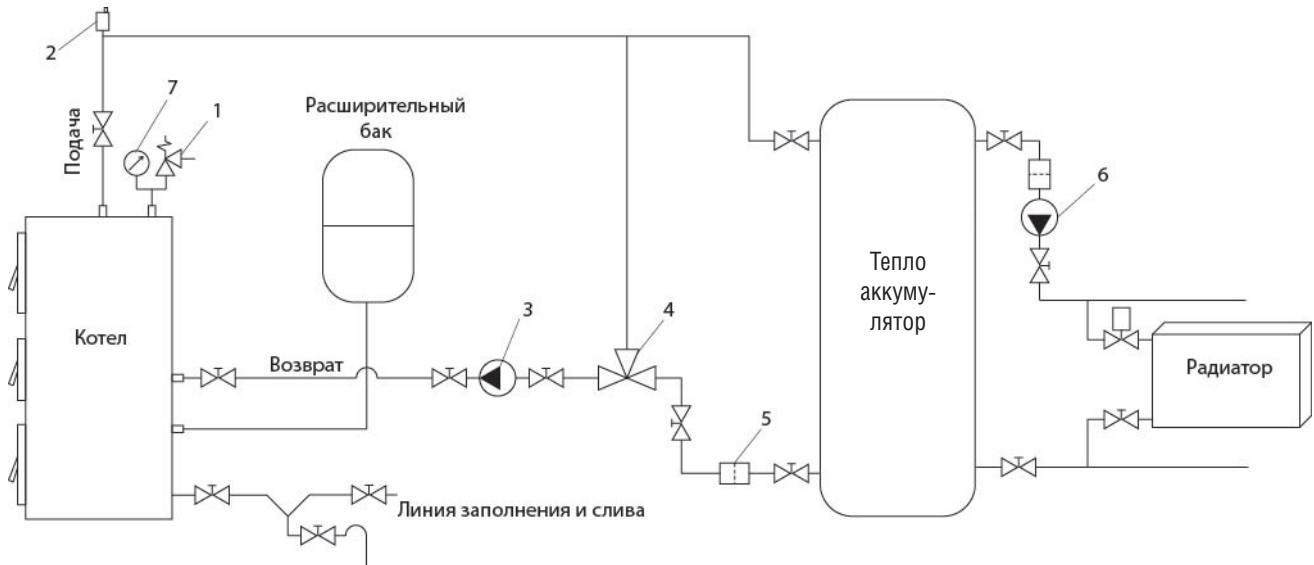 2
7
1
Подача
Расширительный
бак
6
Тепло
аккуму-
лятор
Котел
Возврат
3
4
Радиатор
5
Линия заполнения и слива